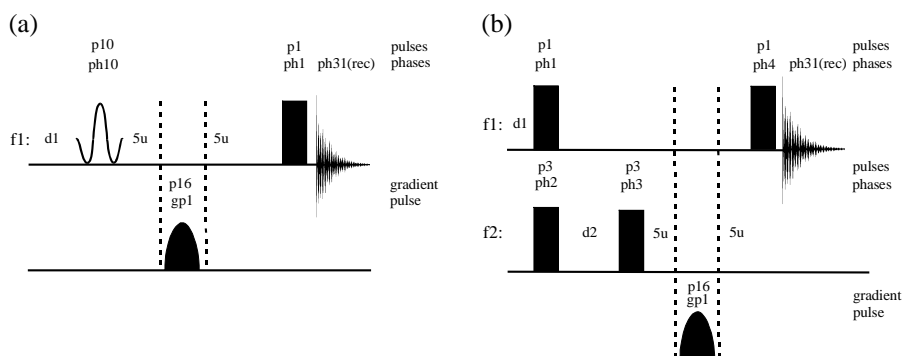 (a)
p10 p1 pulses
ph10 ph1 ph31(rec) phases
f1: d1 5u 5u
p16 gradient
gp1 pulse
(b)
p1 p1 pulses
ph1 ph4 ph31(rec) phases
f1: d1
p3 p3 pulses
ph2 ph3 phases
f2: d2 5u 5u
p16 gradient
gp1 pulse